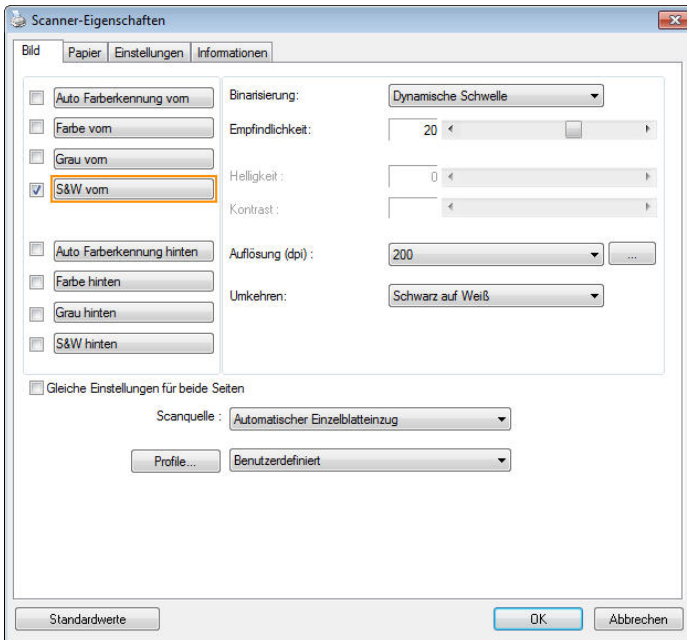 Scanner-Eigenschaften
Bild Papier Einstellungen Informationen
Auto Farberkennung vorn
Farbe vorn
Grau vorn
S&W vorn
Auto Farberkennung hinten
Farbe hinten
Grau hinten
S&W hinten
Binarisierung: Dynamische Schwelle
Empfindlichkeit: 20
Helligkeit : 0
Kontrast :
Auflösung (dpi) : 200 ...
Umkehren: Schwarz auf Weiß
Gleiche Einstellungen für beide Seiten
Scanquelle : Automatischer Einzelblatteinzug
Profile... Benutzerdefiniert
Standardwerte OK Abbrechen